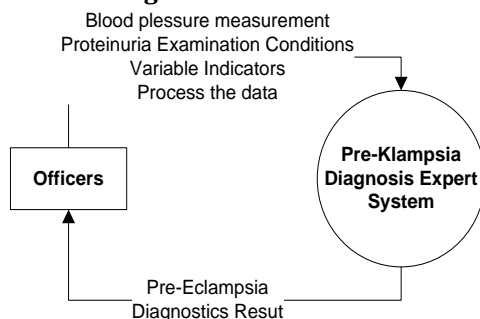 Blood plessure measurement
Proteinuria Examination Conditions
Variable Indicators
Process the data
Officers
Pre-Klampsia
Diagnosis Expert
System
Pre-Eclampsia
Diagnostics Resut